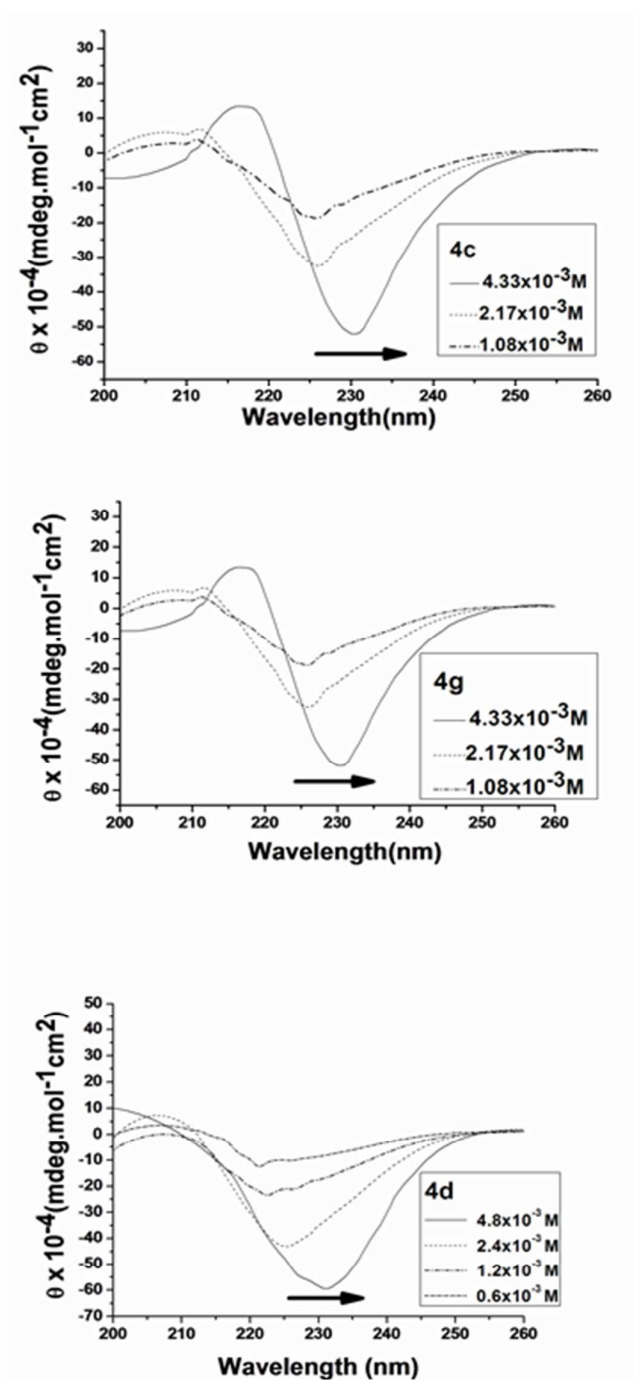 30
20
10
0
-10
-20
-30
-40
-50
-60
θ x 10⁻⁴(mdeg.mol⁻¹cm²)
4c
4.33x10⁻³M
2.17x10⁻³M
1.08x10⁻³M
200 210 220 230 240 250 260
Wavelength(nm)
30
20
10
0
-10
-20
-30
-40
-50
-60
θ x 10⁻⁴(mdeg.mol⁻¹cm²)
4g
4.33x10⁻³M
2.17x10⁻³M
1.08x10⁻³M
200 210 220 230 240 250 260
Wavelength(nm)
50
40
30
20
10
0
-10
-20
-30
-40
-50
-60
-70
θ x 10⁻⁴(mdeg.mol⁻¹cm²)
4d
4.8x10⁻³ M
2.4x10⁻³ M
1.2x10⁻³ M
0.6x10⁻³ M
200 210 220 230 240 250 260
Wavelength (nm)